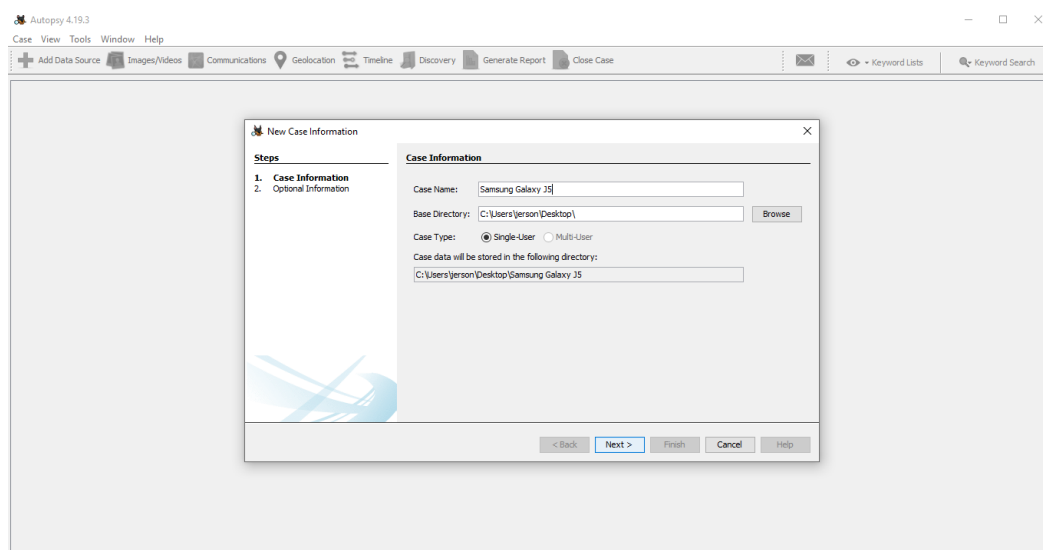 Autopsy 4.19.3
Case View Tools Window Help
Add Data Source Images/Videos Communications Geolocation Timeline Discovery Generate Report Close Case Keyword Lists Keyword Search
New Case Information
Steps
1. Case Information
2. Optional Information
Case Information
Case Name: Samsung Galaxy J5
Base Directory: C:\Users\jerson\Desktop\ Browse
Case Type: Single-User Multi-User
Case data will be stored in the following directory:
C:\Users\jerson\Desktop\Samsung Galaxy J5
< Back Next > Finish Cancel Help